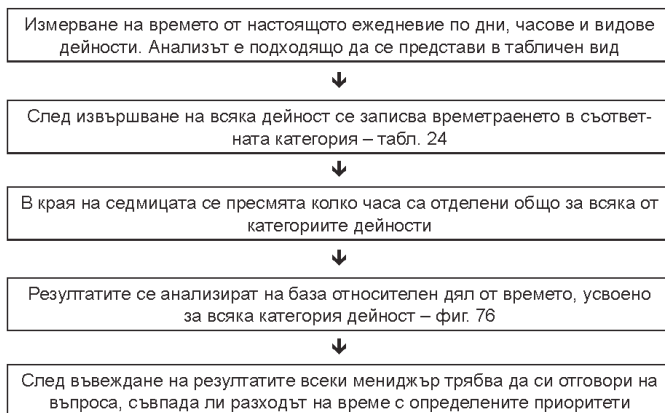 Измерване на времето от настоящото ежедневие по дни, часове и видове
дейности. Анализът е подходящо да се представи в табличен вид
След извършване на всяка дейност се записва времетраенето в съответ-
ната категория – табл. 24
В края на седмицата се пресмята колко часа са отделени общо за всяка от
категориите дейности
Резултатите се анализират на база относителен дял от времето, усвоено
за всяка категория дейност – фиг. 76
След въвеждане на резултатите всеки мениджър трябва да си отговори на
въпроса, съвпада ли разходът на време с определените приоритети